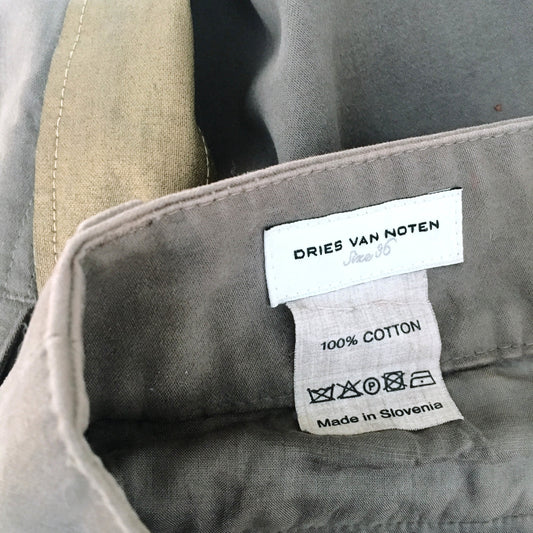 DRIES VAN NOTEN
Size 36
100% COTTON
P
Made in Slovenia